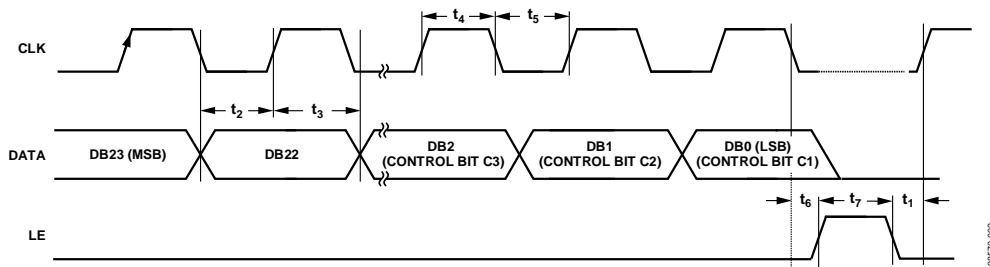 t4 t5
CLK
t2 t3
DATA
DB23 (MSB) DB22 DB2 (CONTROL BIT C3) DB1 (CONTROL BIT C2) DB0 (LSB) (CONTROL BIT C1)
t6 t7 t1
LE